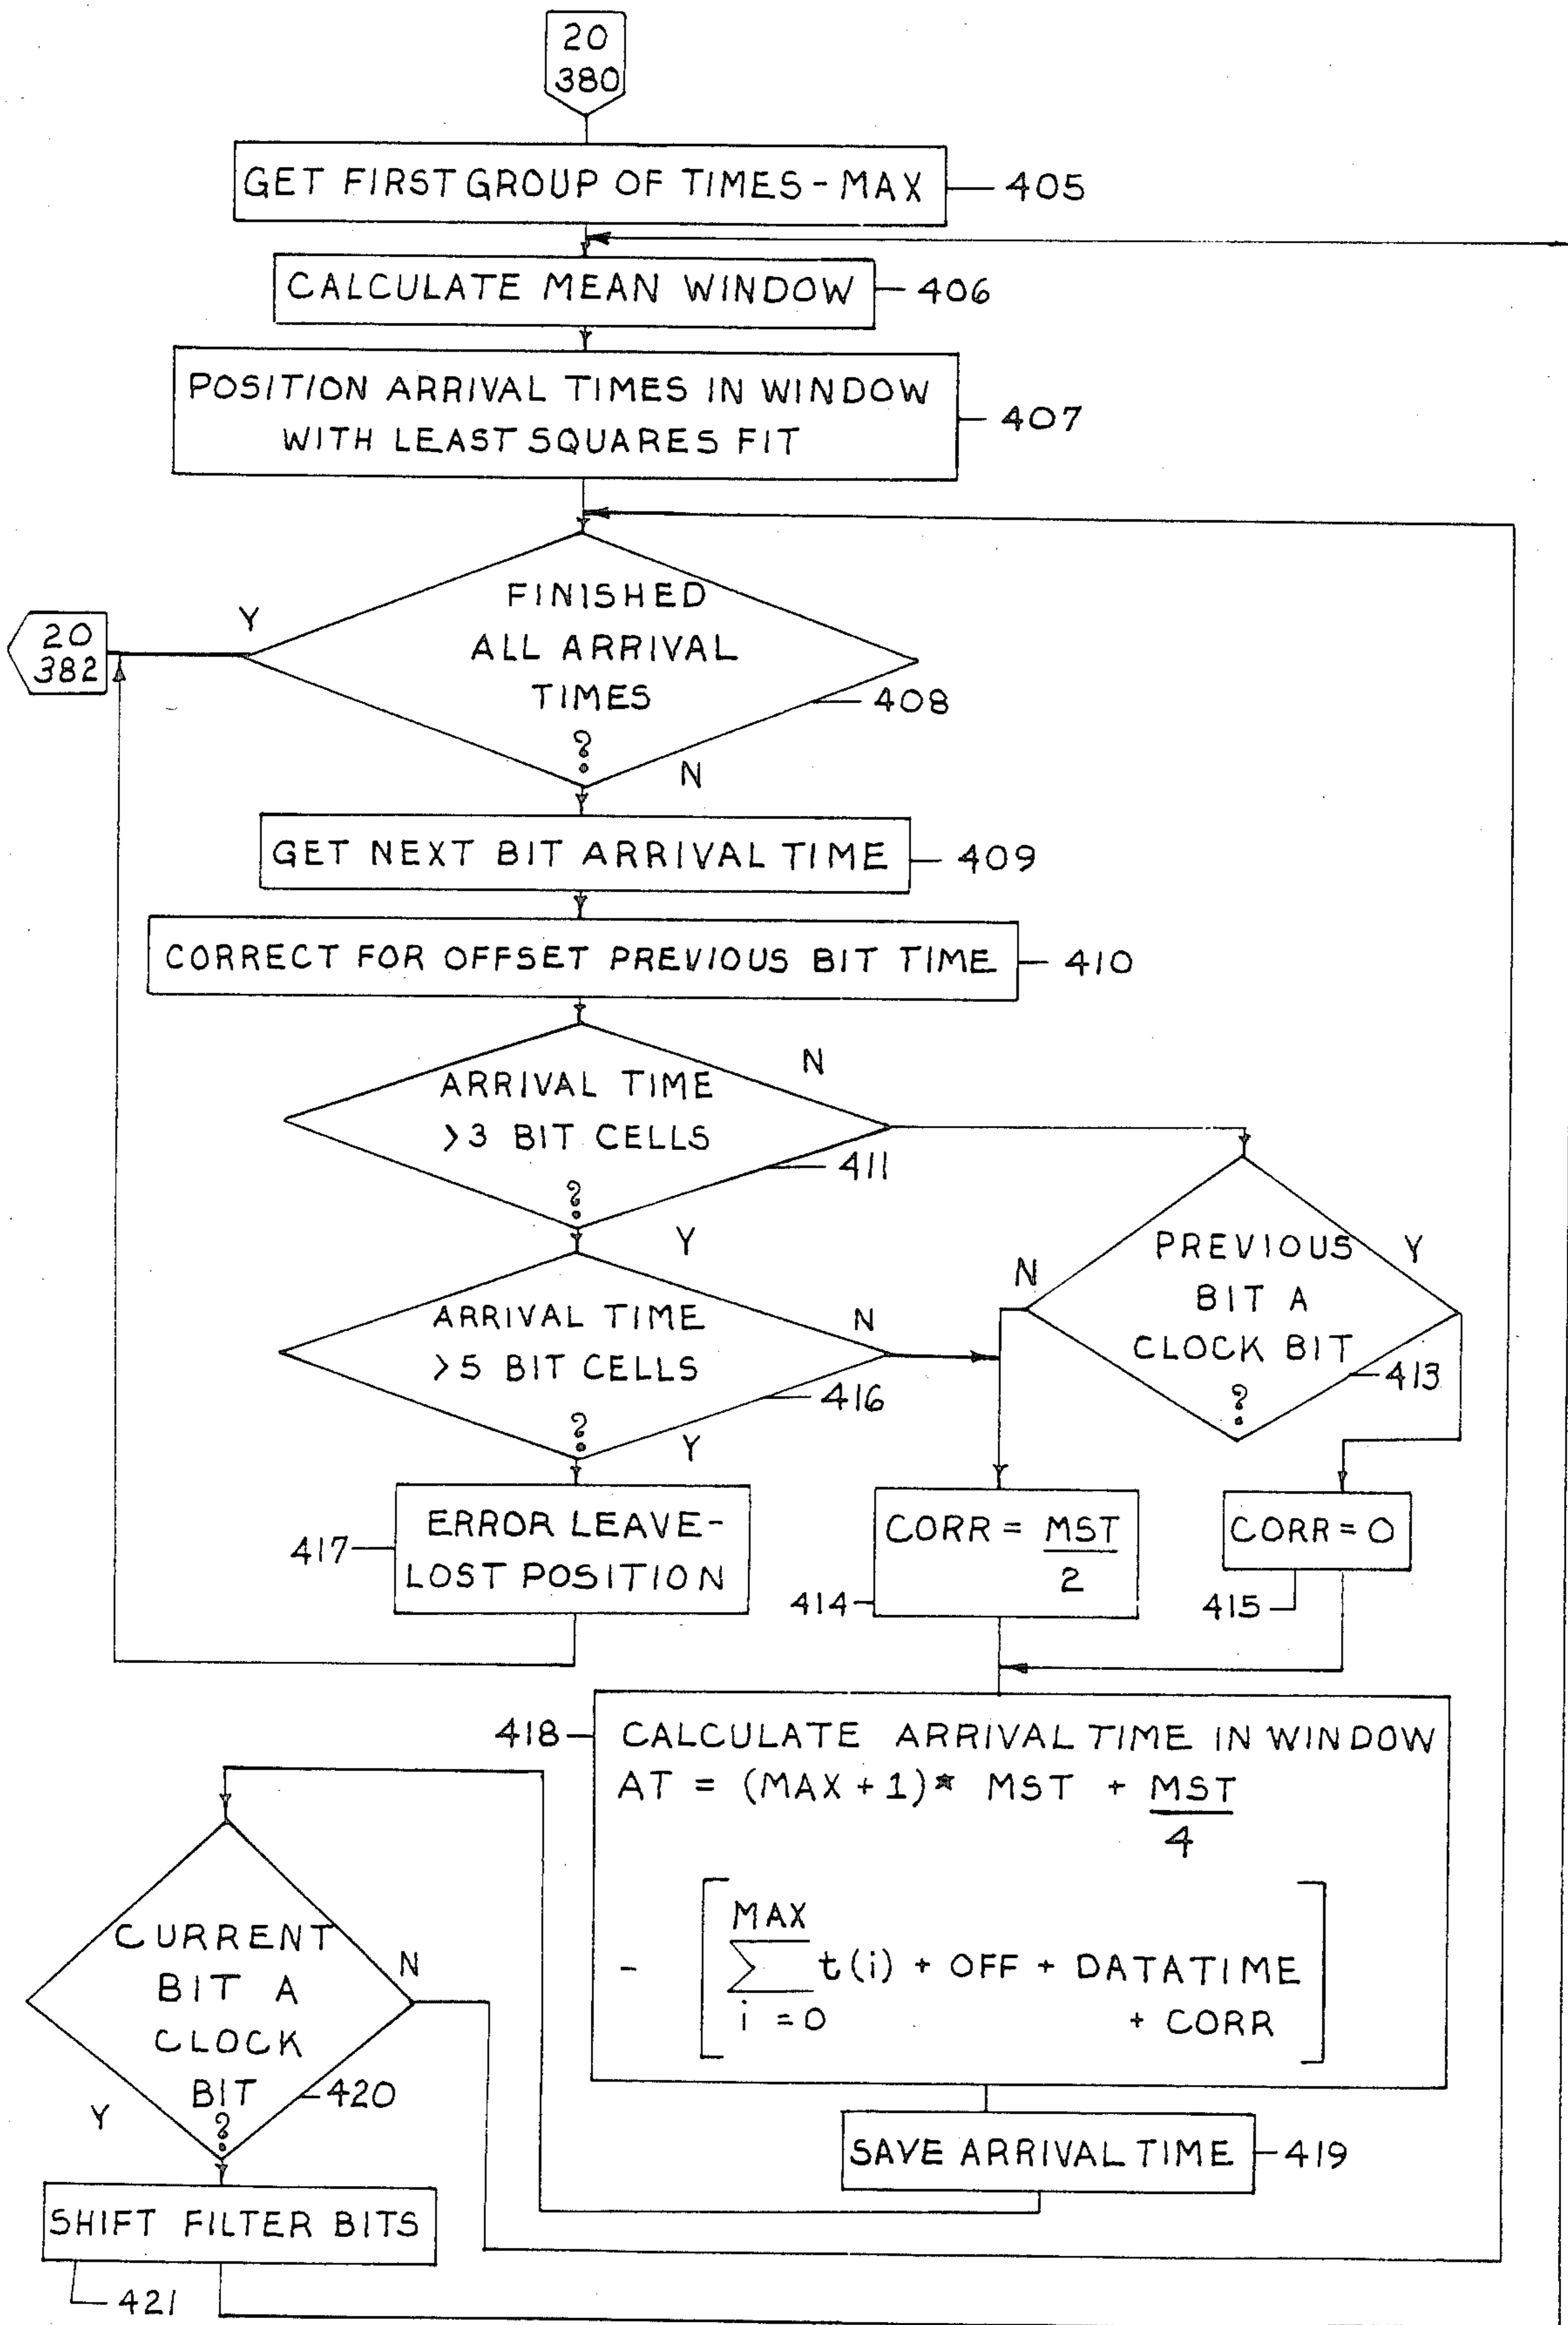 20
380
GET FIRST GROUP OF TIMES - MAX
405
CALCULATE MEAN WINDOW
406
POSITION ARRIVAL TIMES IN WINDOW
WITH LEAST SQUARES FIT
407
Y
20
382
FINISHED
ALL ARRIVAL
TIMES
?
408
N
GET NEXT BIT ARRIVAL TIME
409
CORRECT FOR OFFSET PREVIOUS BIT TIME
410
ARRIVAL TIME
>3 BIT CELLS
?
N
411
Y
PREVIOUS
BIT A
CLOCK BIT
?
N
Y
413
ARRIVAL TIME
>5 BIT CELLS
?
N
416
Y
ERROR LEAVE-
LOST POSITION
417
CORR = MST
2
414
CORR = 0
415
418
CALCULATE ARRIVAL TIME IN WINDOW
AT = (MAX + 1)* MST + MST
4
MAX
- [ ∑ t(i) + OFF + DATATIME
i = 0 + CORR ]
CURRENT
BIT A
CLOCK
BIT
?
N
420
Y
SAVE ARRIVAL TIME
419
SHIFT FILTER BITS
421